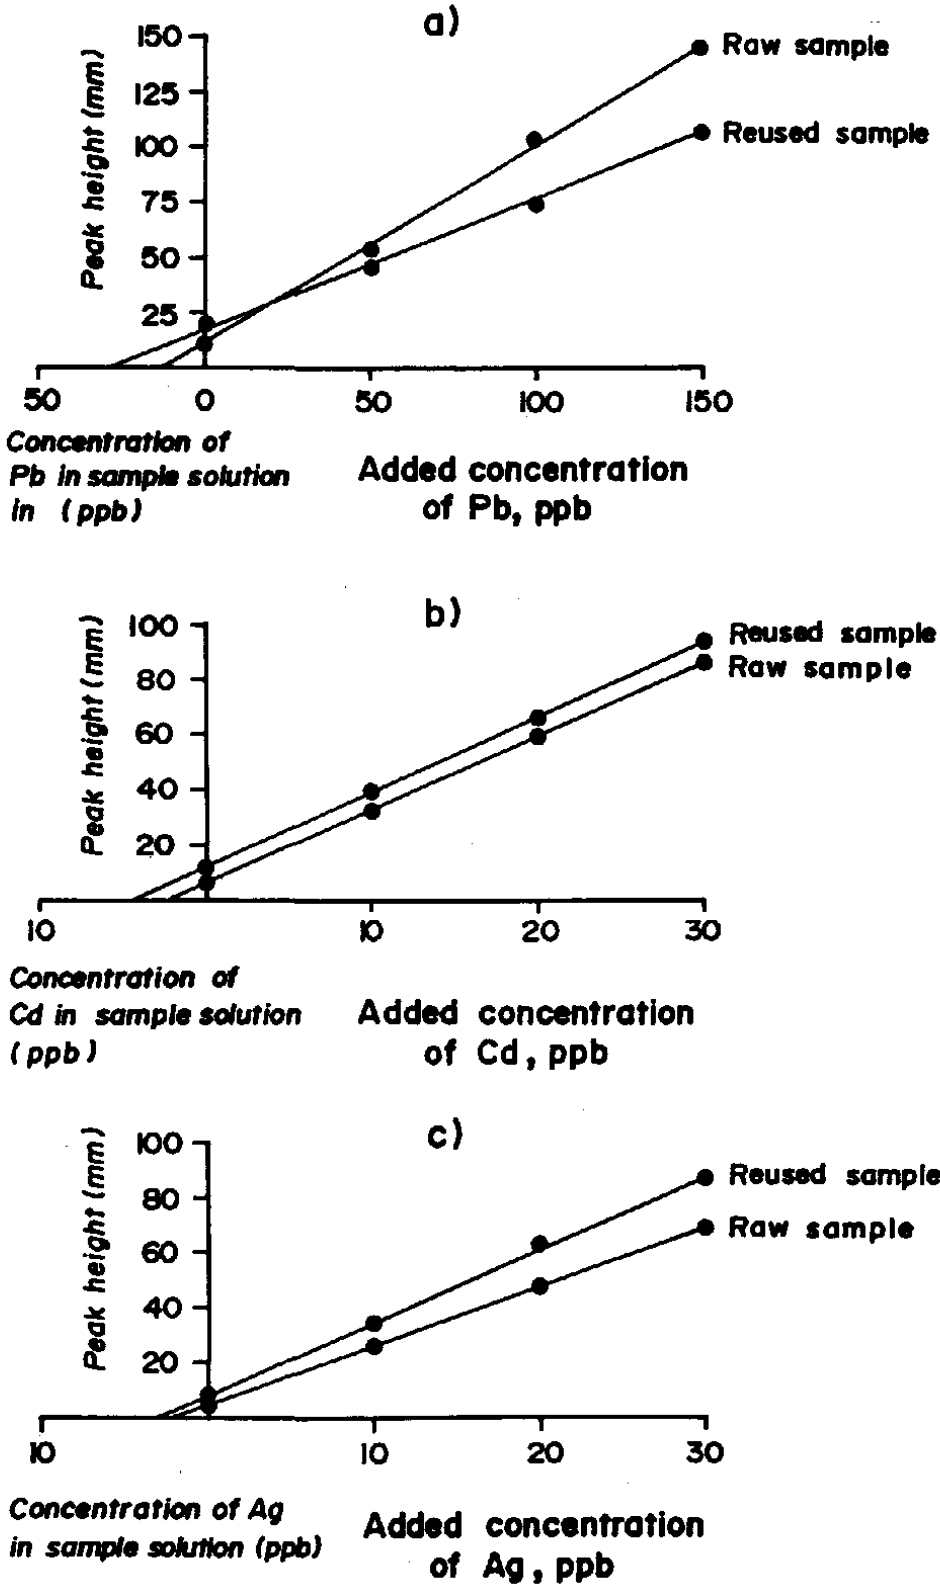 a)
150
125
100
75
50
25
Peak height (mm)
Raw sample
Reused sample
50 0 50 100 150
Concentration of
Pb in sample solution
in (ppb)
Added concentration
of Pb, ppb
b)
100
80
60
40
20
Peak height (mm)
Reused sample
Raw sample
10 10 20 30
Concentration of
Cd in sample solution
(ppb)
Added concentration
of Cd, ppb
c)
100
80
60
40
20
Peak height (mm)
Reused sample
Raw sample
10 10 20 30
Concentration of Ag
in sample solution (ppb)
Added concentration
of Ag, ppb